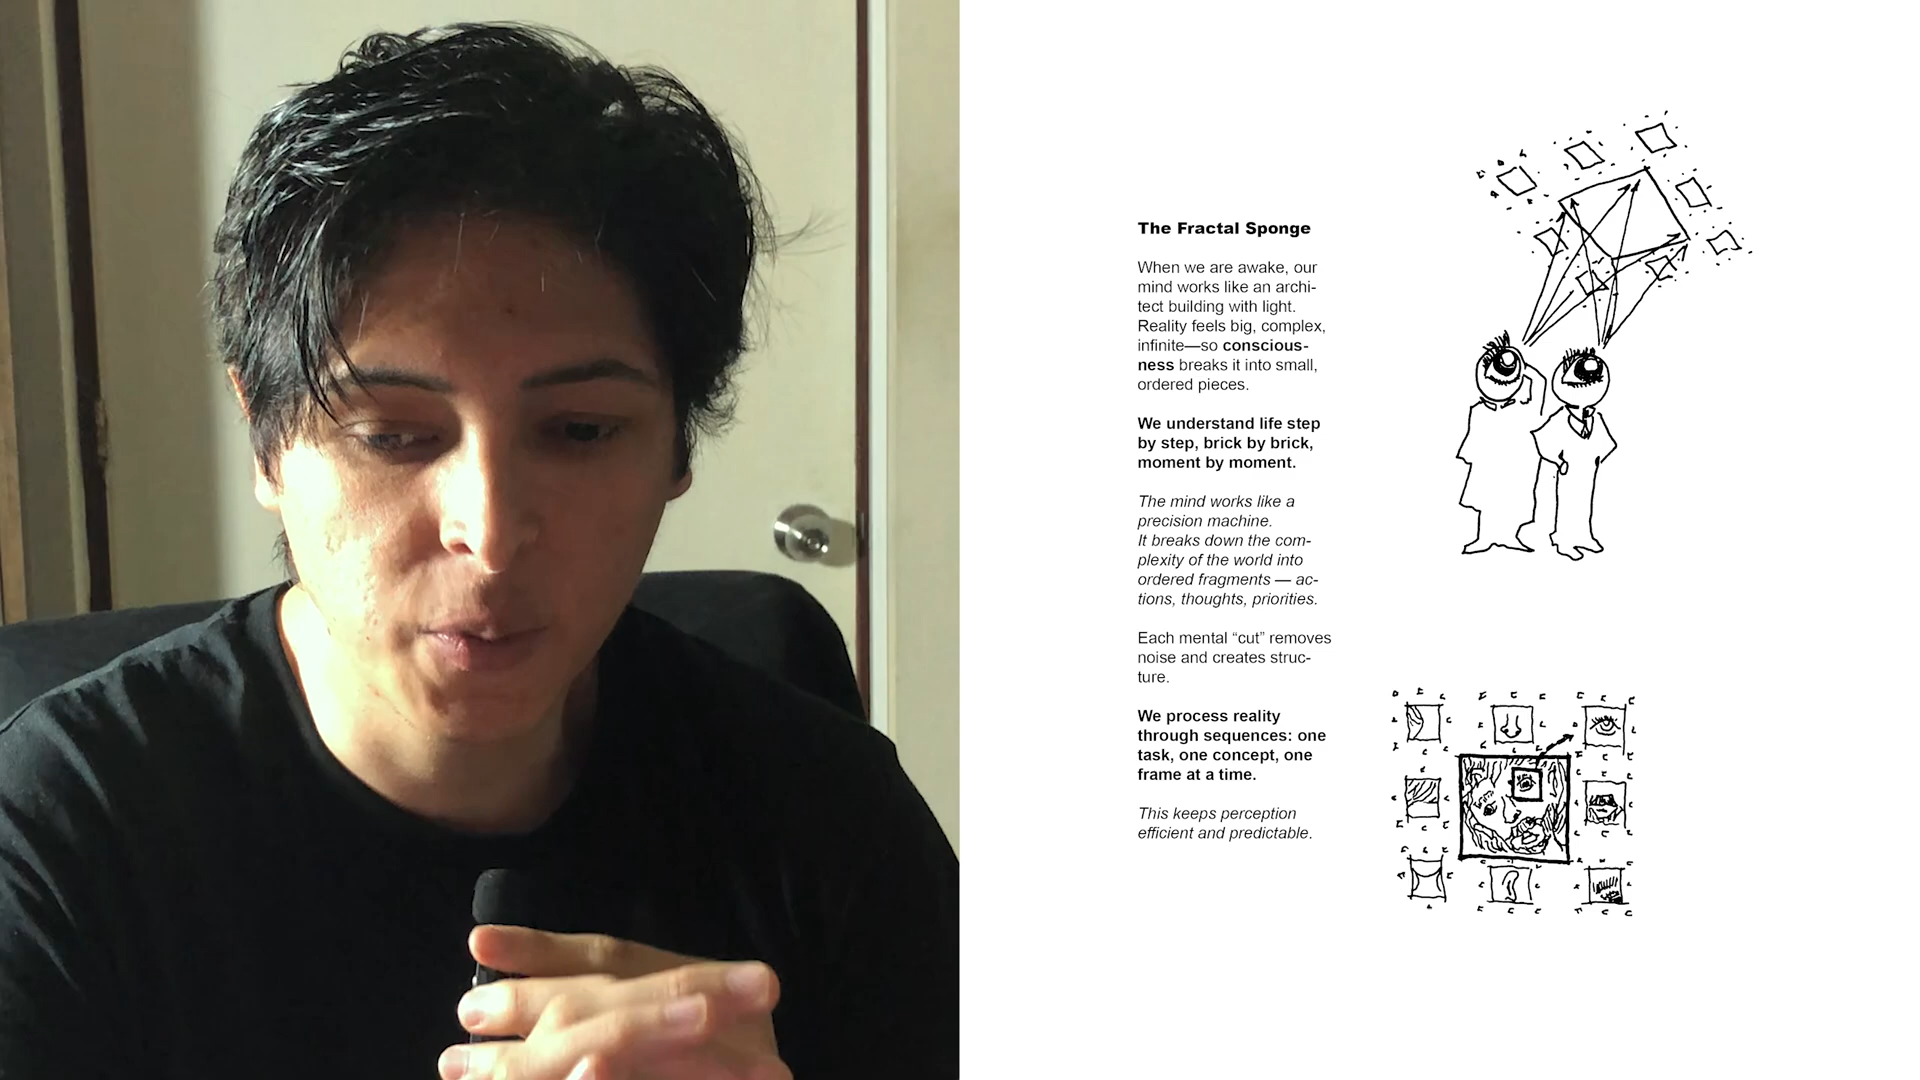 The Fractal Sponge
When we are awake, our
mind works like an archi-
tect building with light.
Reality feels big, complex,
infinite—so conscious-
ness breaks it into small,
ordered pieces.
We understand life step
by step, brick by brick,
moment by moment.
The mind works like a
precision machine.
It breaks down the com-
plexity of the world into
ordered fragments — ac-
tions, thoughts, priorities.
Each mental “cut” removes
noise and creates struc-
ture.
We process reality
through sequences: one
task, one concept, one
frame at a time.
This keeps perception
efficient and predictable.